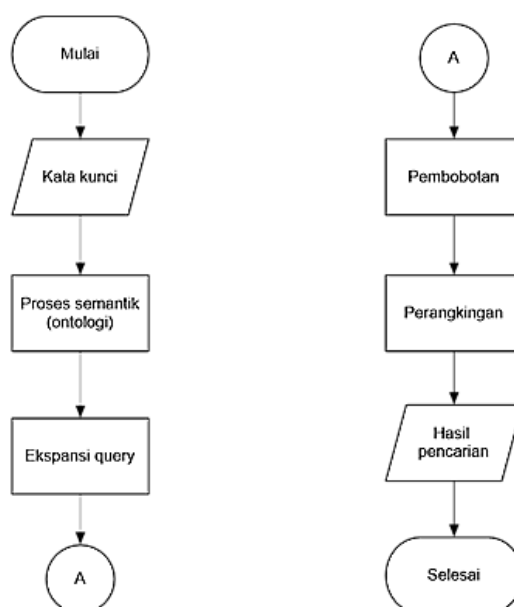 Mulai
Kata kunci
Proses semantik
(ontologi)
Ekspansi query
A
A
Pembobotan
Perangkingan
Hasil
pencarian
Selesai